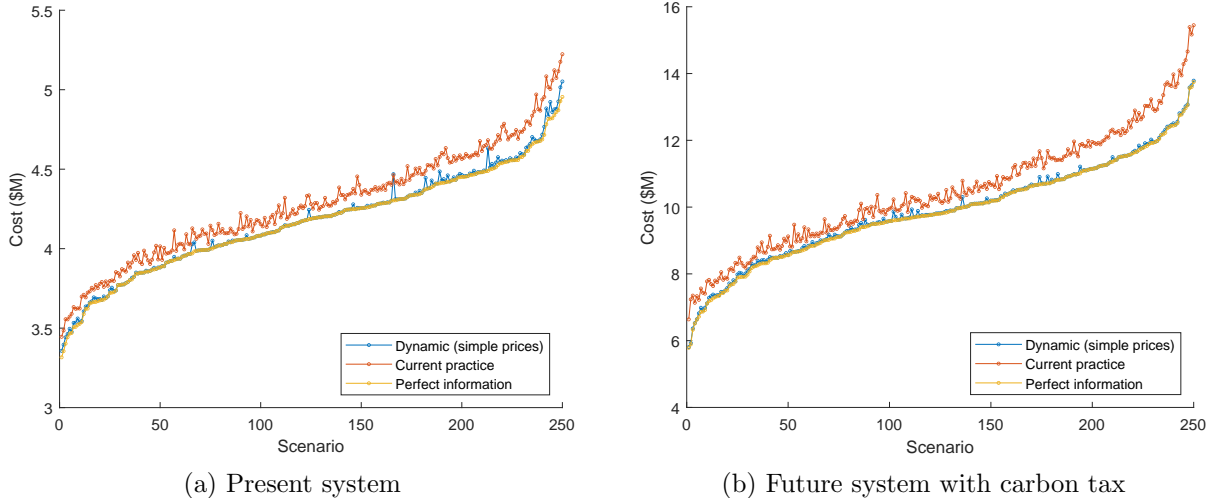 5.5
5
4.5
4
3.5
3
Cost ($M)
0
50
100
150
200
250
Scenario
Dynamic (simple prices)
Current practice
Perfect information
(a) Present system
16
14
12
10
8
6
4
Cost ($M)
0
50
100
150
200
250
Scenario
Dynamic (simple prices)
Current practice
Perfect information
(b) Future system with carbon tax